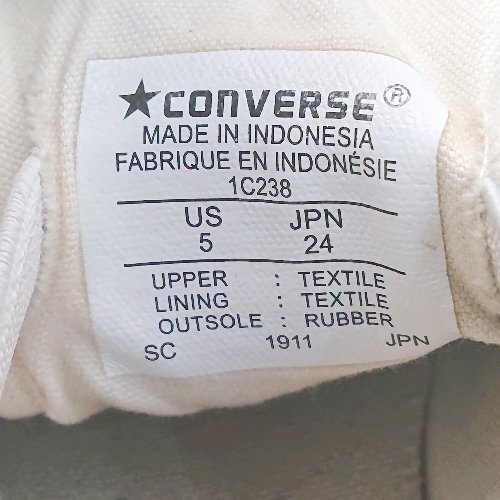 ★CONVERSE®
MADE IN INDONESIA
FABRIQUE EN INDONÉSIE
1C238
US JPN
5 24
UPPER : TEXTILE
LINING : TEXTILE
OUTSOLE : RUBBER
SC 1911 JPN